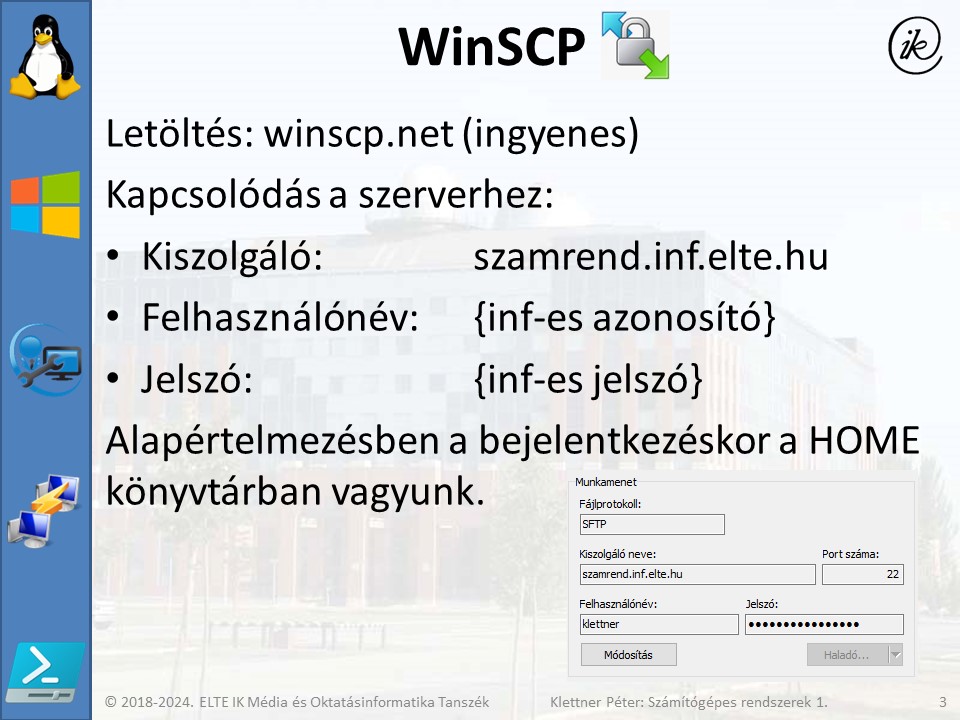 WinSCP
ik
Letöltés: winscp.net (ingyenes)
Kapcsolódás a szerverhez:
• Kiszolgáló: szamrend.inf.elte.hu
• Felhasználónév: {inf-es azonosító}
• Jelszó: {inf-es jelszó}
Alapértelmezésben a bejelentkezéskor a HOME
könyvtárban vagyunk.
Munkamenet
Fájlprotokoll:
SFTP
Kiszolgáló neve: Port száma:
szamrend.inf.elte.hu 22
Felhasználónév: Jelszó:
klettner ••••••••••••••••
Módosítás Haladó...
© 2018-2024. ELTE IK Média és Oktatásinformatika Tanszék Klettner Péter: Számítógépes rendszerek 1. 3